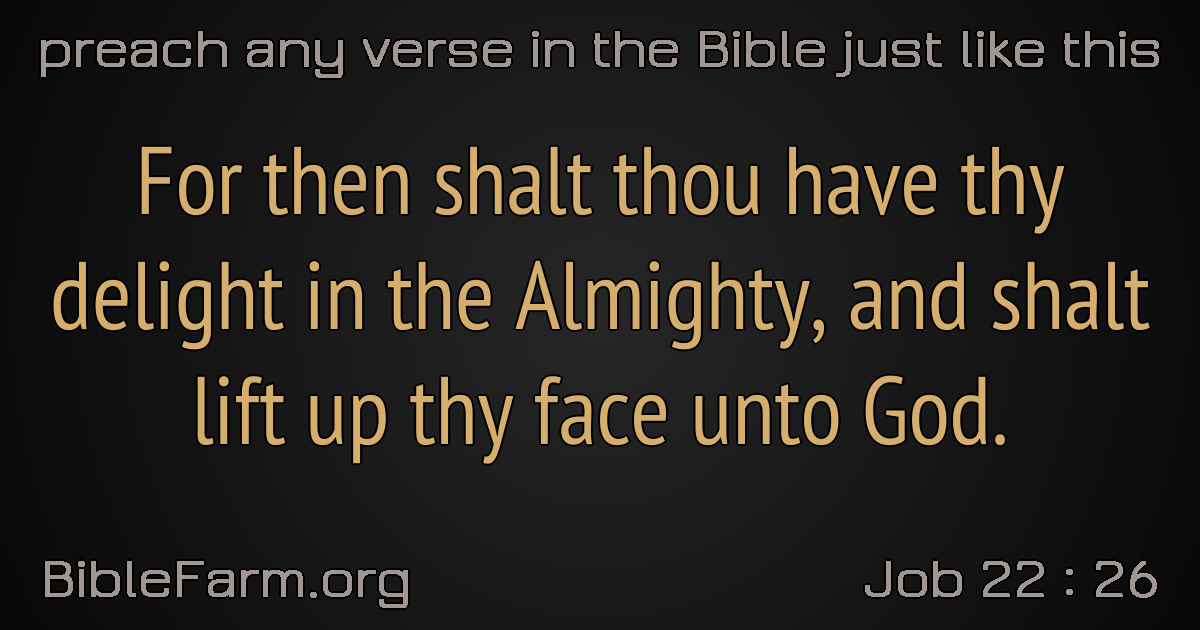 preach any verse in the Bible just like this
For then shalt thou have thy
delight in the Almighty, and shalt
lift up thy face unto God.
BibleFarm.org
Job 22 : 26